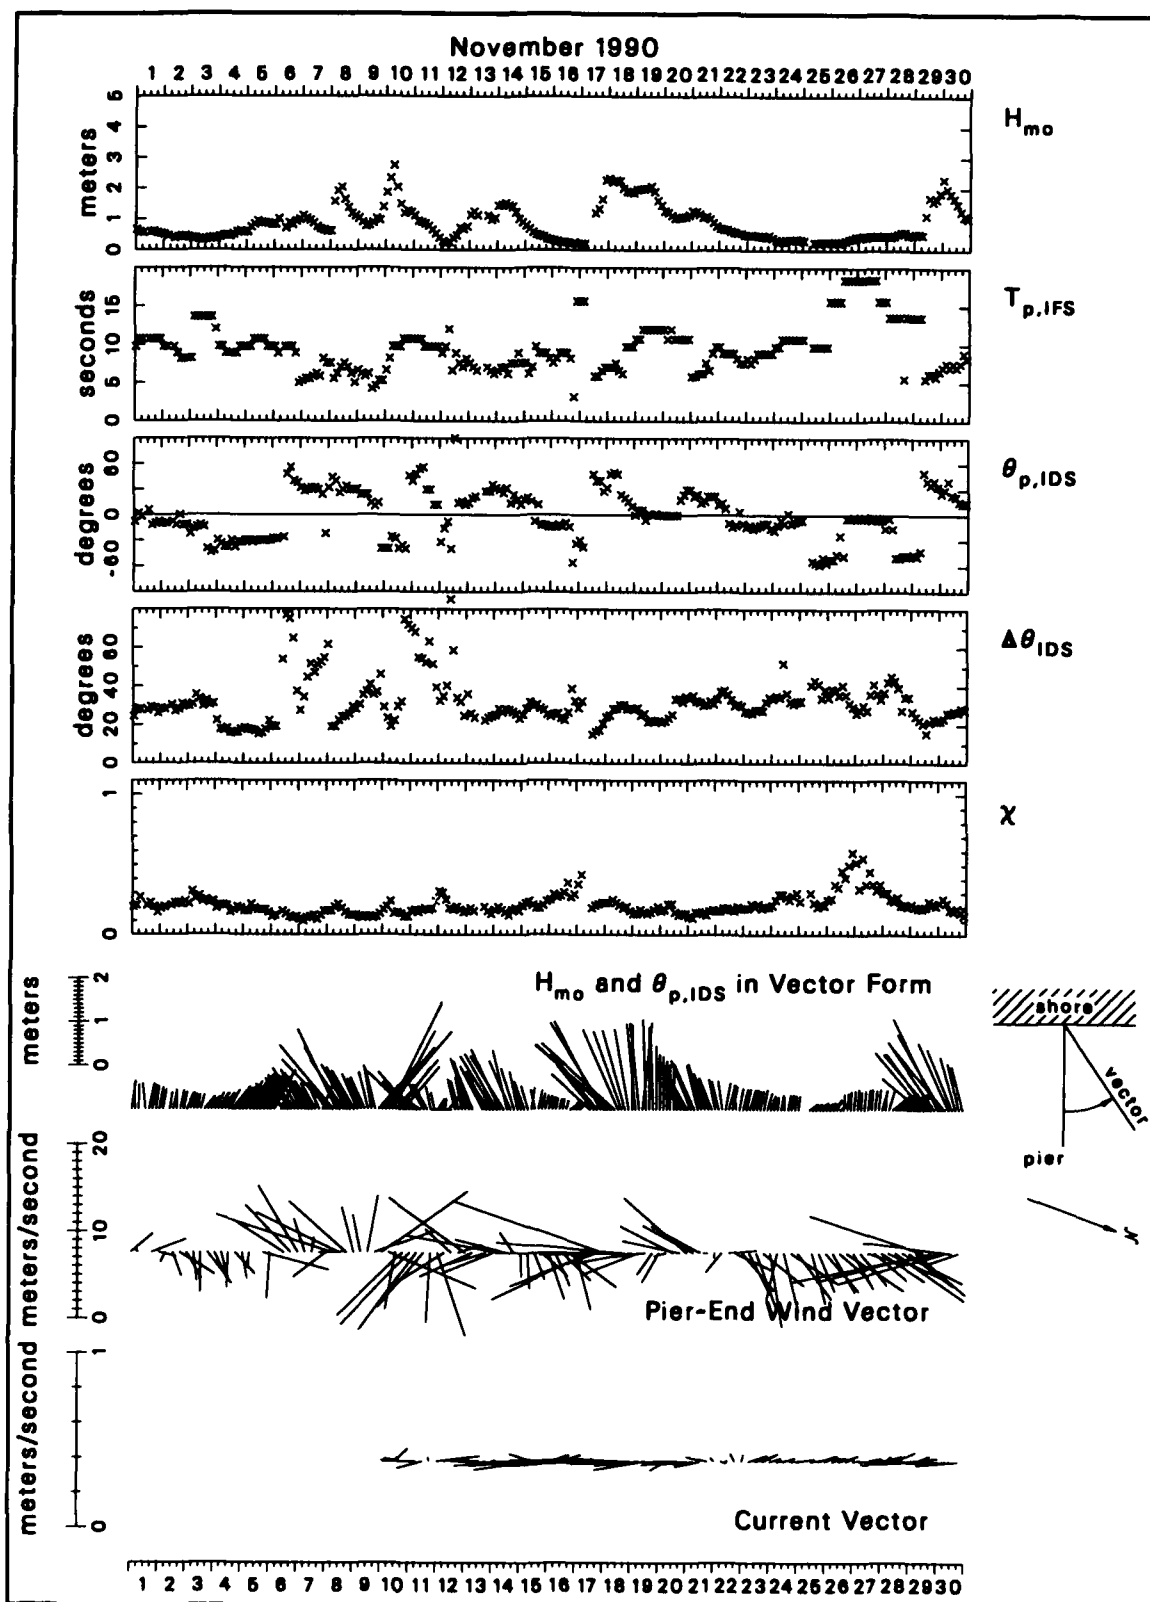 November 1990
1 2 3 4 5 6 7 8 9 10 11 12 13 14 15 16 17 18 19 20 21 22 23 24 25 26 27 28 29 30
5
4
3
2
1
0
meters
H mo
15
10
5
0
seconds
T p,IFS
60
0
-60
degrees
θ p,IDS
60
40
20
0
degrees
Δθ IDS
1
0
χ
H mo and θ p,IDS in Vector Form
2
1
0
meters
shore
vector
pier
N
20
10
0
meters/second
Pier-End Wind Vector
1
0
meters/second
Current Vector
1 2 3 4 5 6 7 8 9 10 11 12 13 14 15 16 17 18 19 20 21 22 23 24 25 26 27 28 29 30